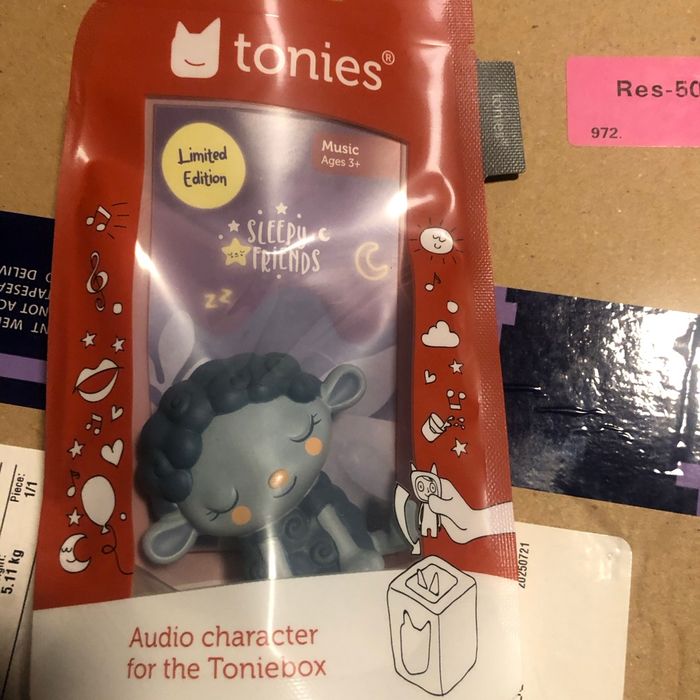 tonies®
tonies
Limited
Edition
Music
Ages 3+
SLEEPY
FRIENDS
zz
Audio character
for the Toniebox
Res-50
972.
Piece:
1/1
5.11 kg
20250721